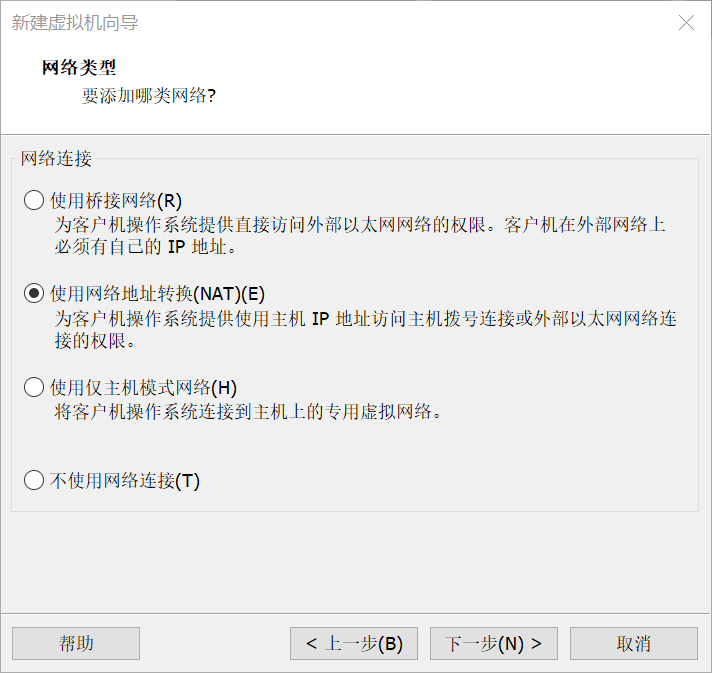 新建虚拟机向导
网络类型
要添加哪类网络?
网络连接
使用桥接网络(R)
为客户机操作系统提供直接访问外部以太网网络的权限。客户机在外部网络上
必须有自己的 IP 地址。
使用网络地址转换(NAT)(E)
为客户机操作系统提供使用主机 IP 地址访问主机拨号连接或外部以太网网络连
接的权限。
使用仅主机模式网络(H)
将客户机操作系统连接到主机上的专用虚拟网络。
不使用网络连接(T)
帮助
< 上一步(B)
下一步(N) >
取消